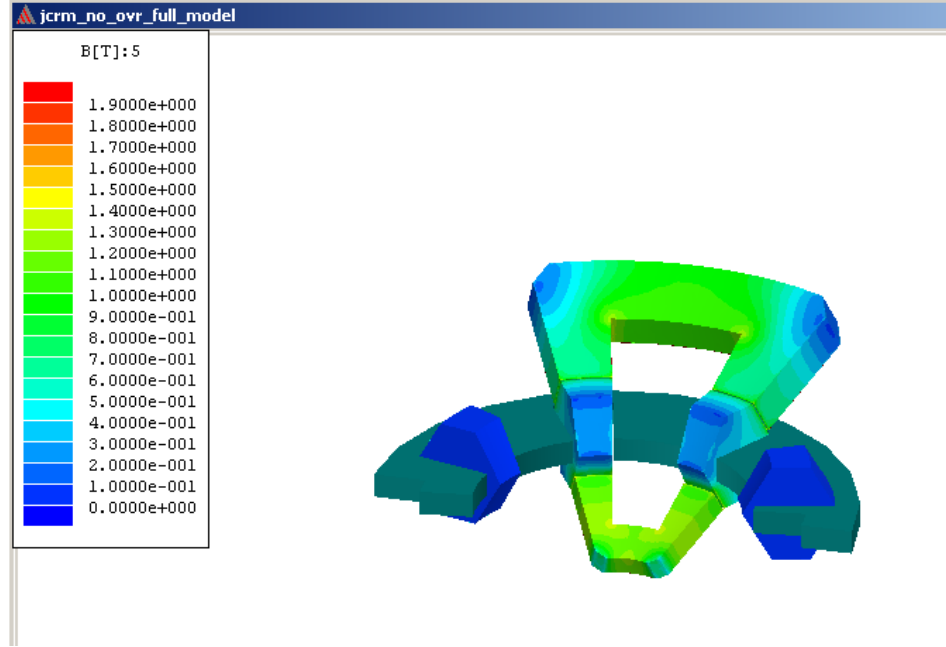 jcrm_no_ovr_full_model
B[T]:5
1.9000e+000
1.8000e+000
1.7000e+000
1.6000e+000
1.5000e+000
1.4000e+000
1.3000e+000
1.2000e+000
1.1000e+000
1.0000e+000
9.0000e-001
8.0000e-001
7.0000e-001
6.0000e-001
5.0000e-001
4.0000e-001
3.0000e-001
2.0000e-001
1.0000e-001
0.0000e+000